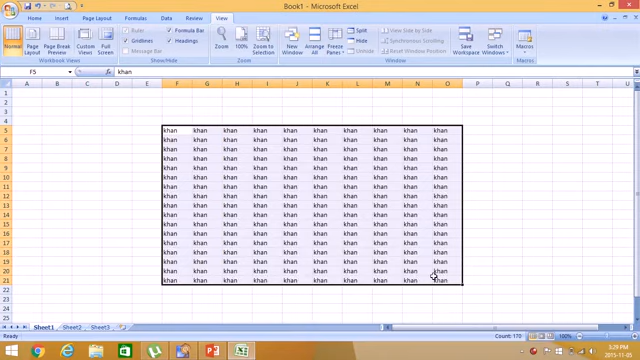 Book1 - Microsoft Excel
Home Insert Page Layout Formulas Data Review View
Normal Page Layout Page Break Preview Custom Views Full Screen
Workbook Views
Ruler Formula Bar
Gridlines Headings
Message Bar
Show/Hide
Zoom 100% Zoom to Selection
Zoom
New Window Arrange All Freeze Panes
Split
Hide
Unhide
View Side by Side
Synchronous Scrolling
Reset Window Position
Save Workspace Switch Windows
Window
Macros
Macros
F5 khan
A B C D E F G H I J K L M N O P Q R S T U
1
2
3
4
5 khan khan khan khan khan khan khan khan khan khan
6 khan khan khan khan khan khan khan khan khan khan
7 khan khan khan khan khan khan khan khan khan khan
8 khan khan khan khan khan khan khan khan khan khan
9 khan khan khan khan khan khan khan khan khan khan
10 khan khan khan khan khan khan khan khan khan khan
11 khan khan khan khan khan khan khan khan khan khan
12 khan khan khan khan khan khan khan khan khan khan
13 khan khan khan khan khan khan khan khan khan khan
14 khan khan khan khan khan khan khan khan khan khan
15 khan khan khan khan khan khan khan khan khan khan
16 khan khan khan khan khan khan khan khan khan khan
17 khan khan khan khan khan khan khan khan khan khan
18 khan khan khan khan khan khan khan khan khan khan
19 khan khan khan khan khan khan khan khan khan khan
20 khan khan khan khan khan khan khan khan khan khan
21 khan khan khan khan khan khan khan khan khan khan
22
23
24
25
Sheet1 Sheet2 Sheet3
Ready Count: 170 100%
5:29 PM
2015-11-05